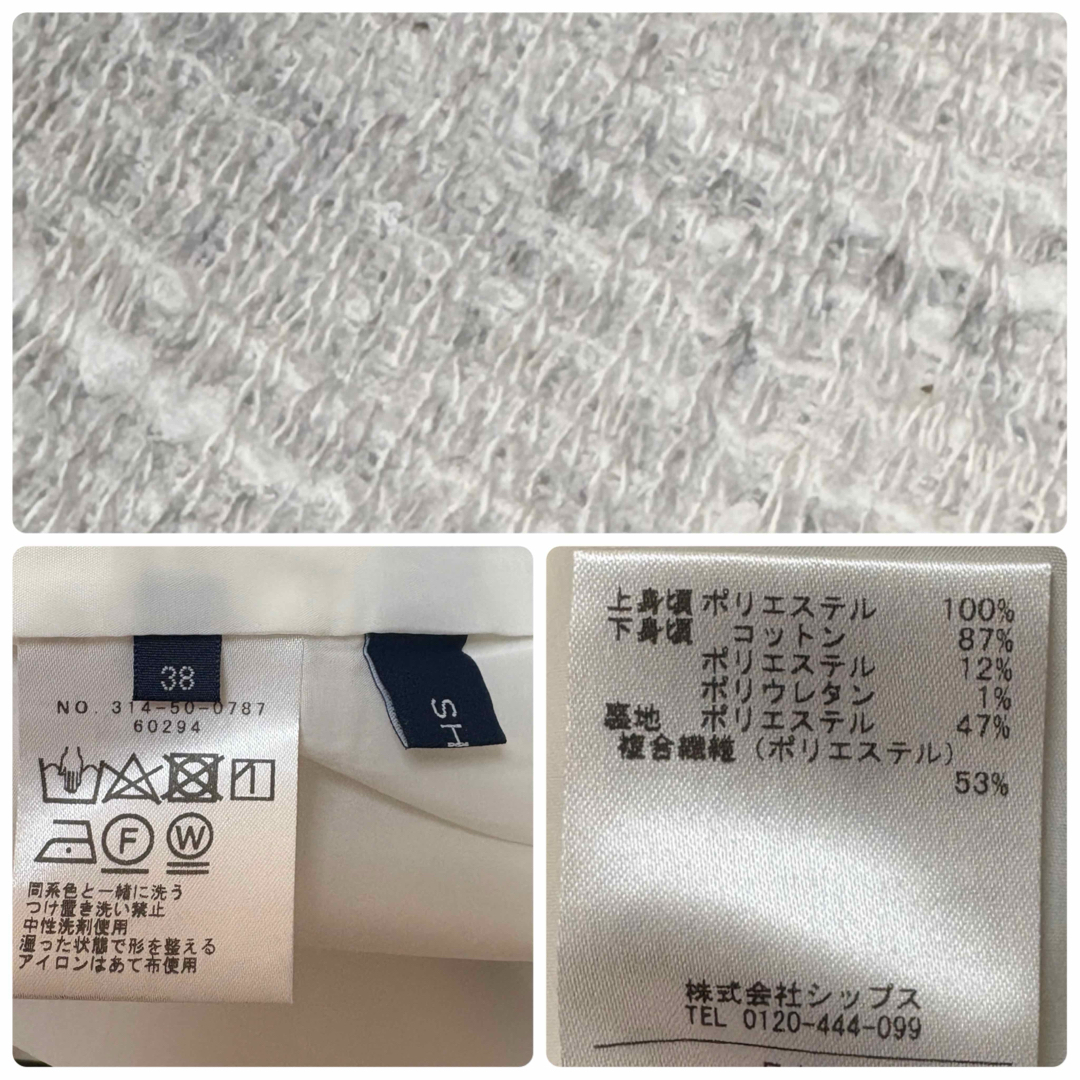 38
NO. 314-50-0787
60294
SH
F
W
同系色と一緒に洗う
つけ置き洗い禁止
中性洗剤使用
湿った状態で形を整える
アイロンはあて布使用
上身頃 ポリエステル 100%
下身頃 コットン 87%
ポリエステル 12%
ポリウレタン 1%
裏地 ポリエステル 47%
複合繊維(ポリエステル)
53%
株式会社シップス
TEL 0120-444-099